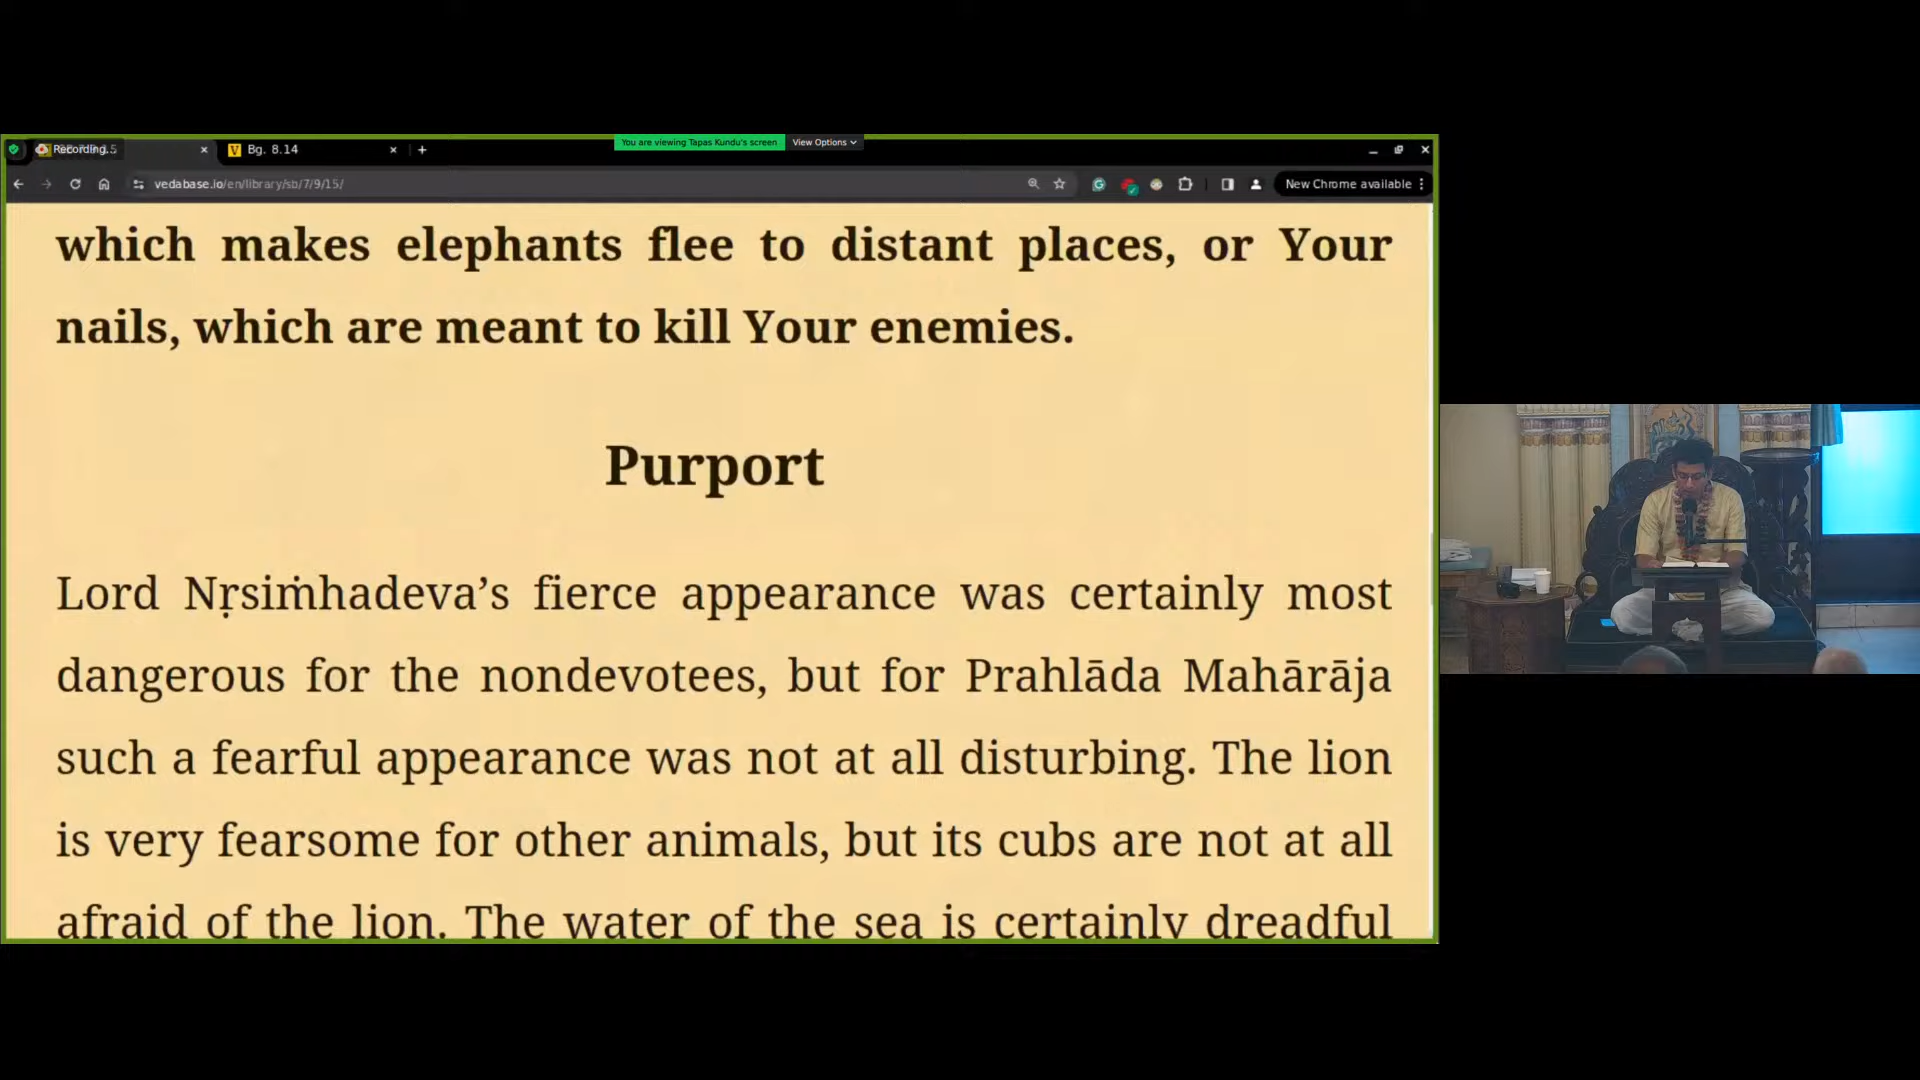 Recording...
Bg. 8.14
You are viewing Tapas Kundu's screen
View Options
vedabase.io/en/library/sb/7/9/15/
New Chrome available
which makes elephants flee to distant places, or Your
nails, which are meant to kill Your enemies.
Purport
Lord Nṛsiṁhadeva’s fierce appearance was certainly most
dangerous for the nondevotees, but for Prahlāda Mahārāja
such a fearful appearance was not at all disturbing. The lion
is very fearsome for other animals, but its cubs are not at all
afraid of the lion. The water of the sea is certainly dreadful